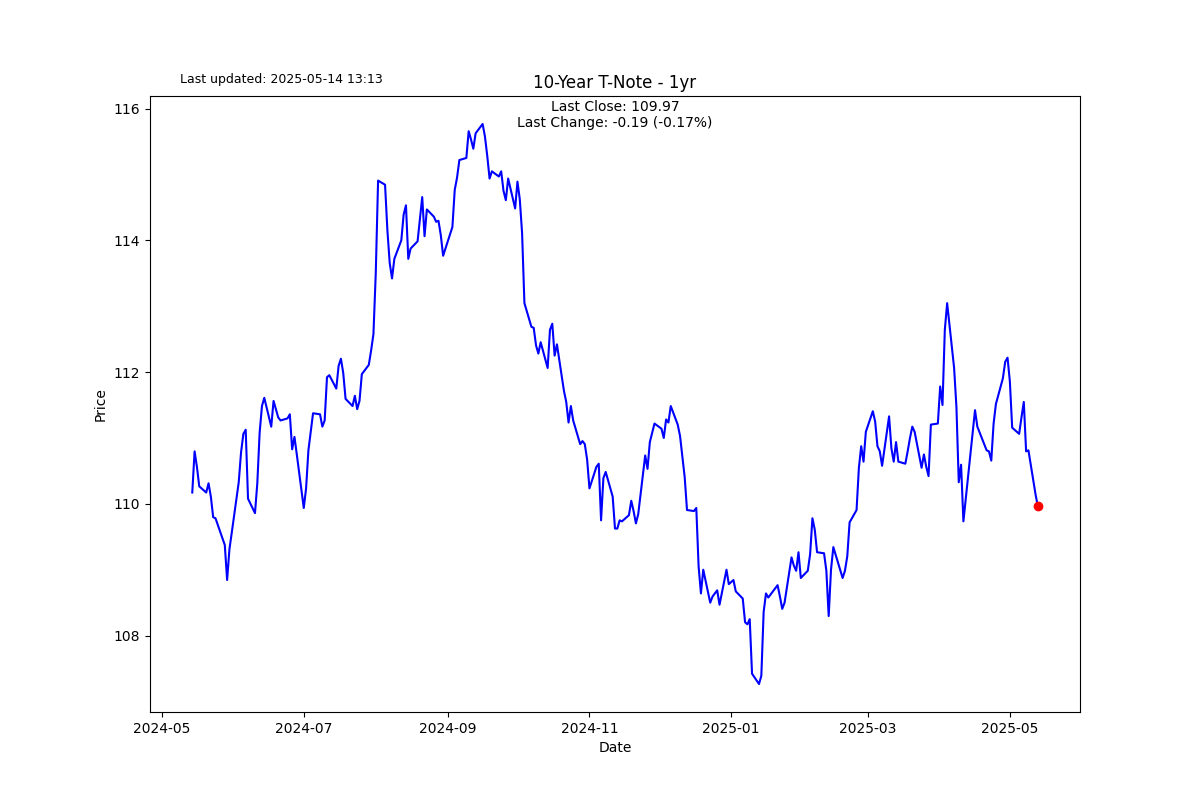 Last updated: 2025-05-14 13:13
10-Year T-Note - 1yr
Last Close: 109.97
Last Change: -0.19 (-0.17%)
116
114
112
110
108
Price
2024-05
2024-07
2024-09
2024-11
2025-01
2025-03
2025-05
Date